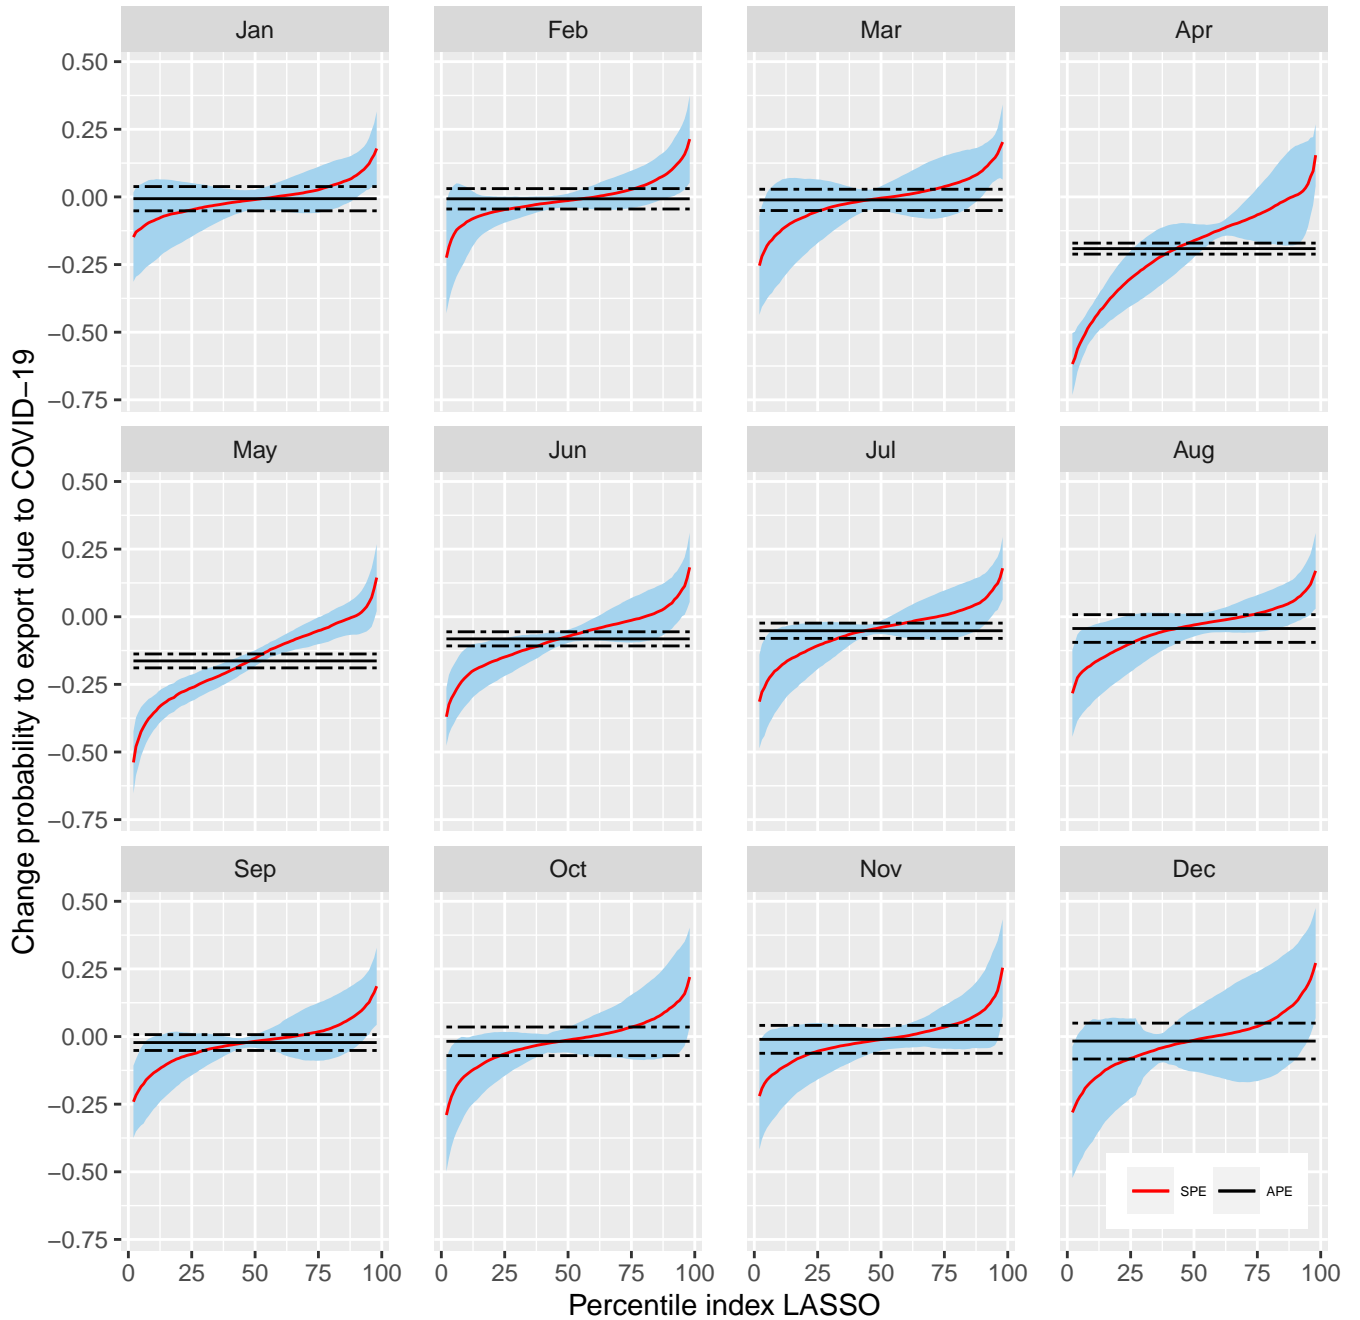 Jan Feb Mar Apr
0.50
0.25
0.00
−0.25
−0.50
−0.75
May Jun Jul Aug
0.50
0.25
0.00
−0.25
−0.50
−0.75
Sep Oct Nov Dec
0.50
0.25
0.00
−0.25
−0.50
−0.75
SPE APE
0 25 50 75 100 0 25 50 75 100 0 25 50 75 100 0 25 50 75 100
Percentile index LASSO
Change probability to export due to COVID−19